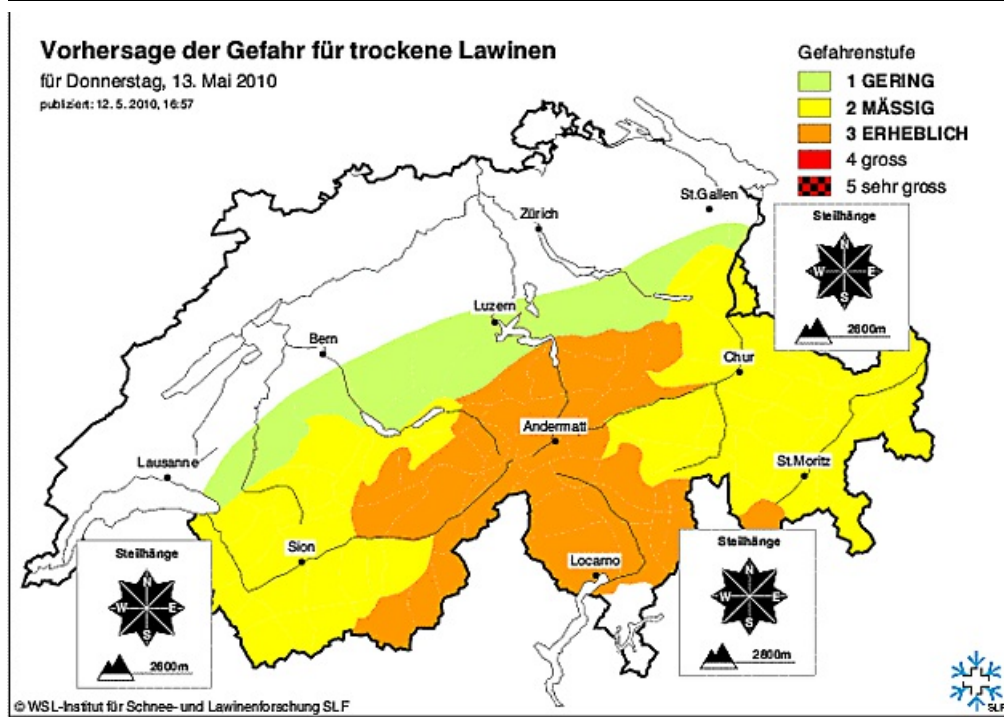 Vorhersage der Gefahr für trockene Lawinen
für Donnerstag, 13. Mai 2010
publiziert: 12. 5. 2010, 16:57
Gefahrenstufe
1 GERING
2 MÄSSIG
3 ERHEBLICH
4 gross
5 sehr gross
St.Gallen
Zürich
Luzern
Bern
Chur
Andermatt
Lausanne
St.Moritz
Sion
Locarno
Steilhänge
N
W E
S
2600m
Steilhänge
N
W E
S
2600m
Steilhänge
N
W E
S
2800m
© WSL-Institut für Schnee- und Lawinenforschung SLF
SLF